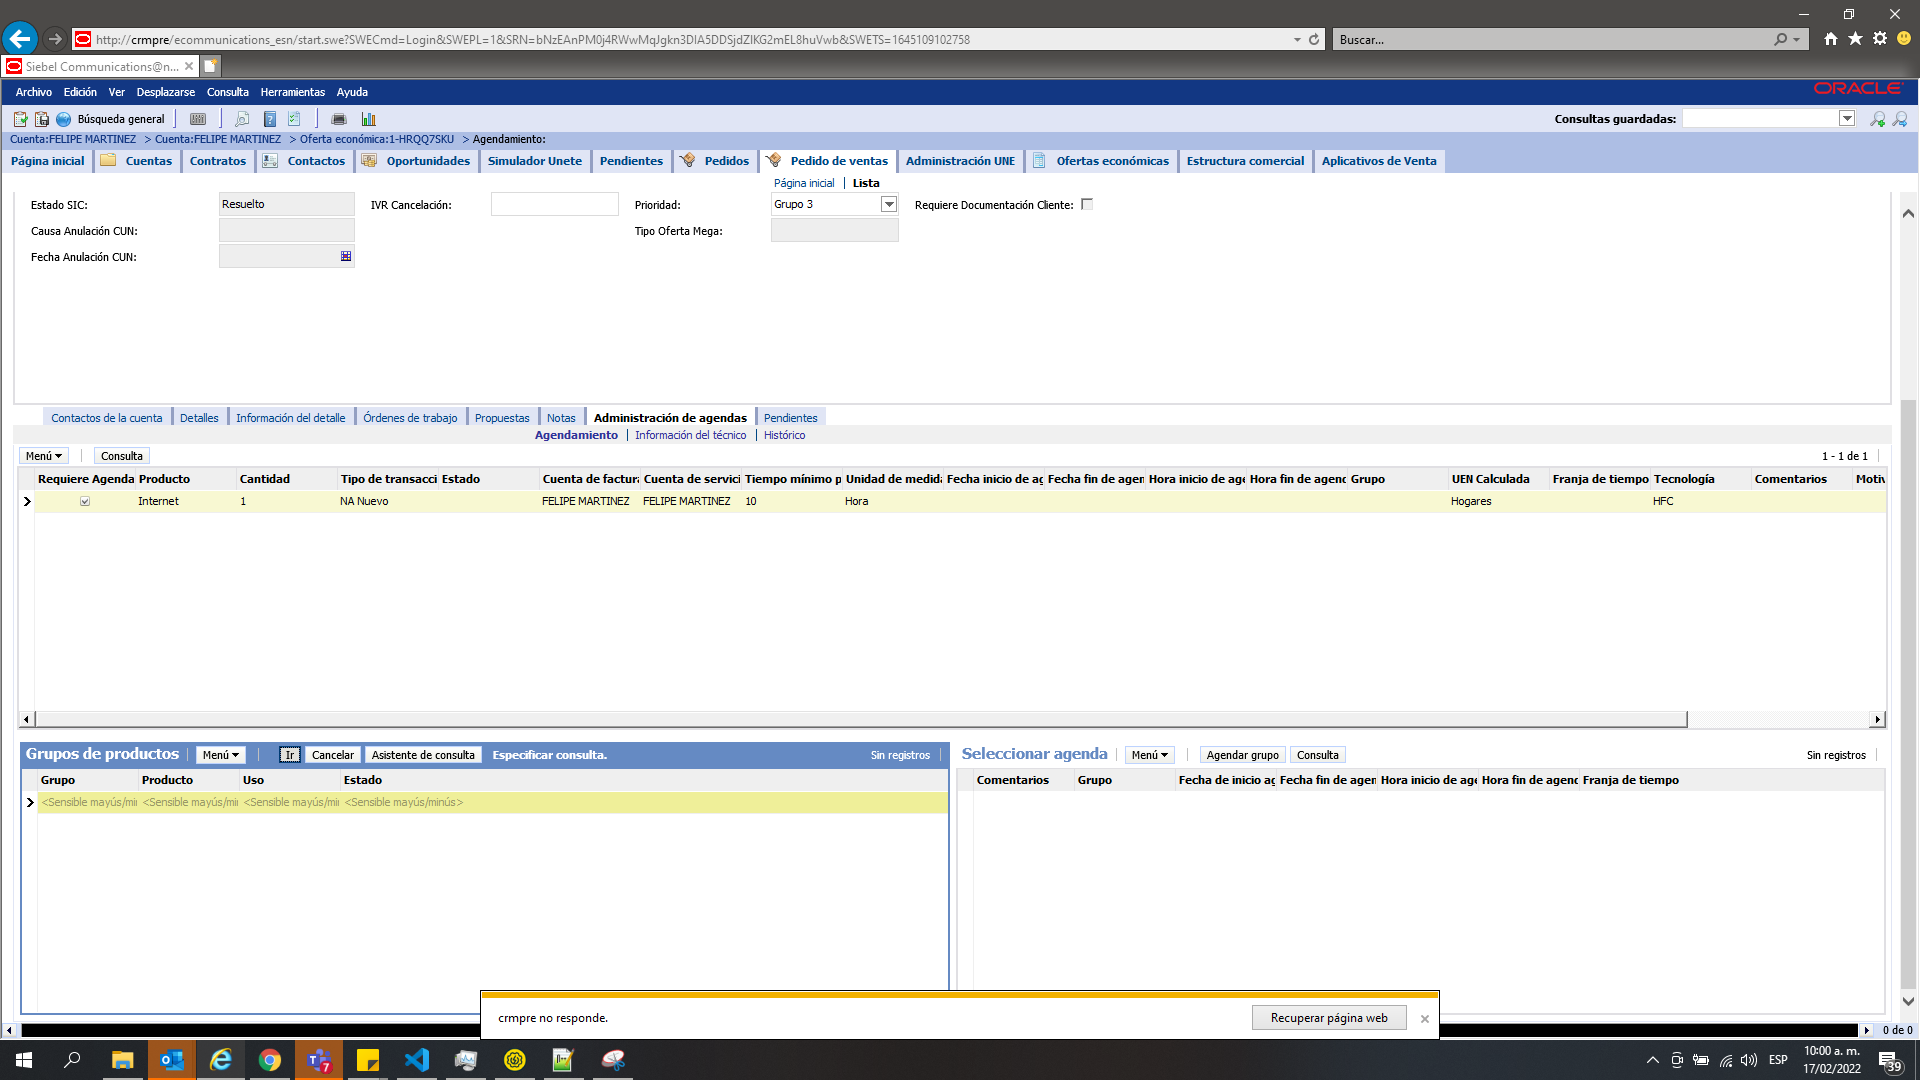 http://crmpre/ecommunications_esn/start.swe?SWECmd=Login&SWEPL=1&SRN=bNzEAnPM0j4RWwMqJgkn3DIA5DDSjdZIKG2mEL8huVwb&SWETS=1645109102758
Buscar...
Siebel Communications@n...
Archivo Edición Ver Desplazarse Consulta Herramientas Ayuda
ORACLE
Búsqueda general
Consultas guardadas:
Cuenta:FELIPE MARTINEZ > Cuenta:FELIPE MARTINEZ > Oferta económica:1-HRQQ7SKU > Agendamiento:
Página inicial Cuentas Contratos Contactos Oportunidades Simulador Unete Pendientes Pedidos Pedido de ventas Administración UNE Ofertas económicas Estructura comercial Aplicativos de Venta
Página inicial | Lista
Estado SIC: Resuelto IVR Cancelación: Prioridad: Grupo 3 Requiere Documentación Cliente:
Causa Anulación CUN: Tipo Oferta Mega:
Fecha Anulación CUN:
Contactos de la cuenta Detalles Información del detalle Órdenes de trabajo Propuestas Notas Administración de agendas Pendientes
Agendamiento | Información del técnico | Histórico
Menú Consulta 1 - 1 de 1
Requiere Agenda Producto Cantidad Tipo de transacci Estado Cuenta de factura Cuenta de servici Tiempo mínimo p Unidad de medida Fecha inicio de ag Fecha fin de agen Hora inicio de age Hora fin de agend Grupo UEN Calculada Franja de tiempo Tecnología Comentarios Motiv
Internet 1 NA Nuevo FELIPE MARTINEZ FELIPE MARTINEZ 10 Hora Hogares HFC
Grupos de productos Menú Ir Cancelar Asistente de consulta Especificar consulta. Sin registros
Seleccionar agenda Menú Agendar grupo Consulta Sin registros
Grupo Producto Uso Estado
Comentarios Grupo Fecha de inicio ag Fecha fin de agen Hora inicio de age Hora fin de agend Franja de tiempo
<Sensible mayús/mi <Sensible mayús/mi <Sensible mayús/mi <Sensible mayús/minús>
crmpre no responde.
Recuperar página web
0 de 0
7
ESP
10:00 a. m.
17/02/2022
39